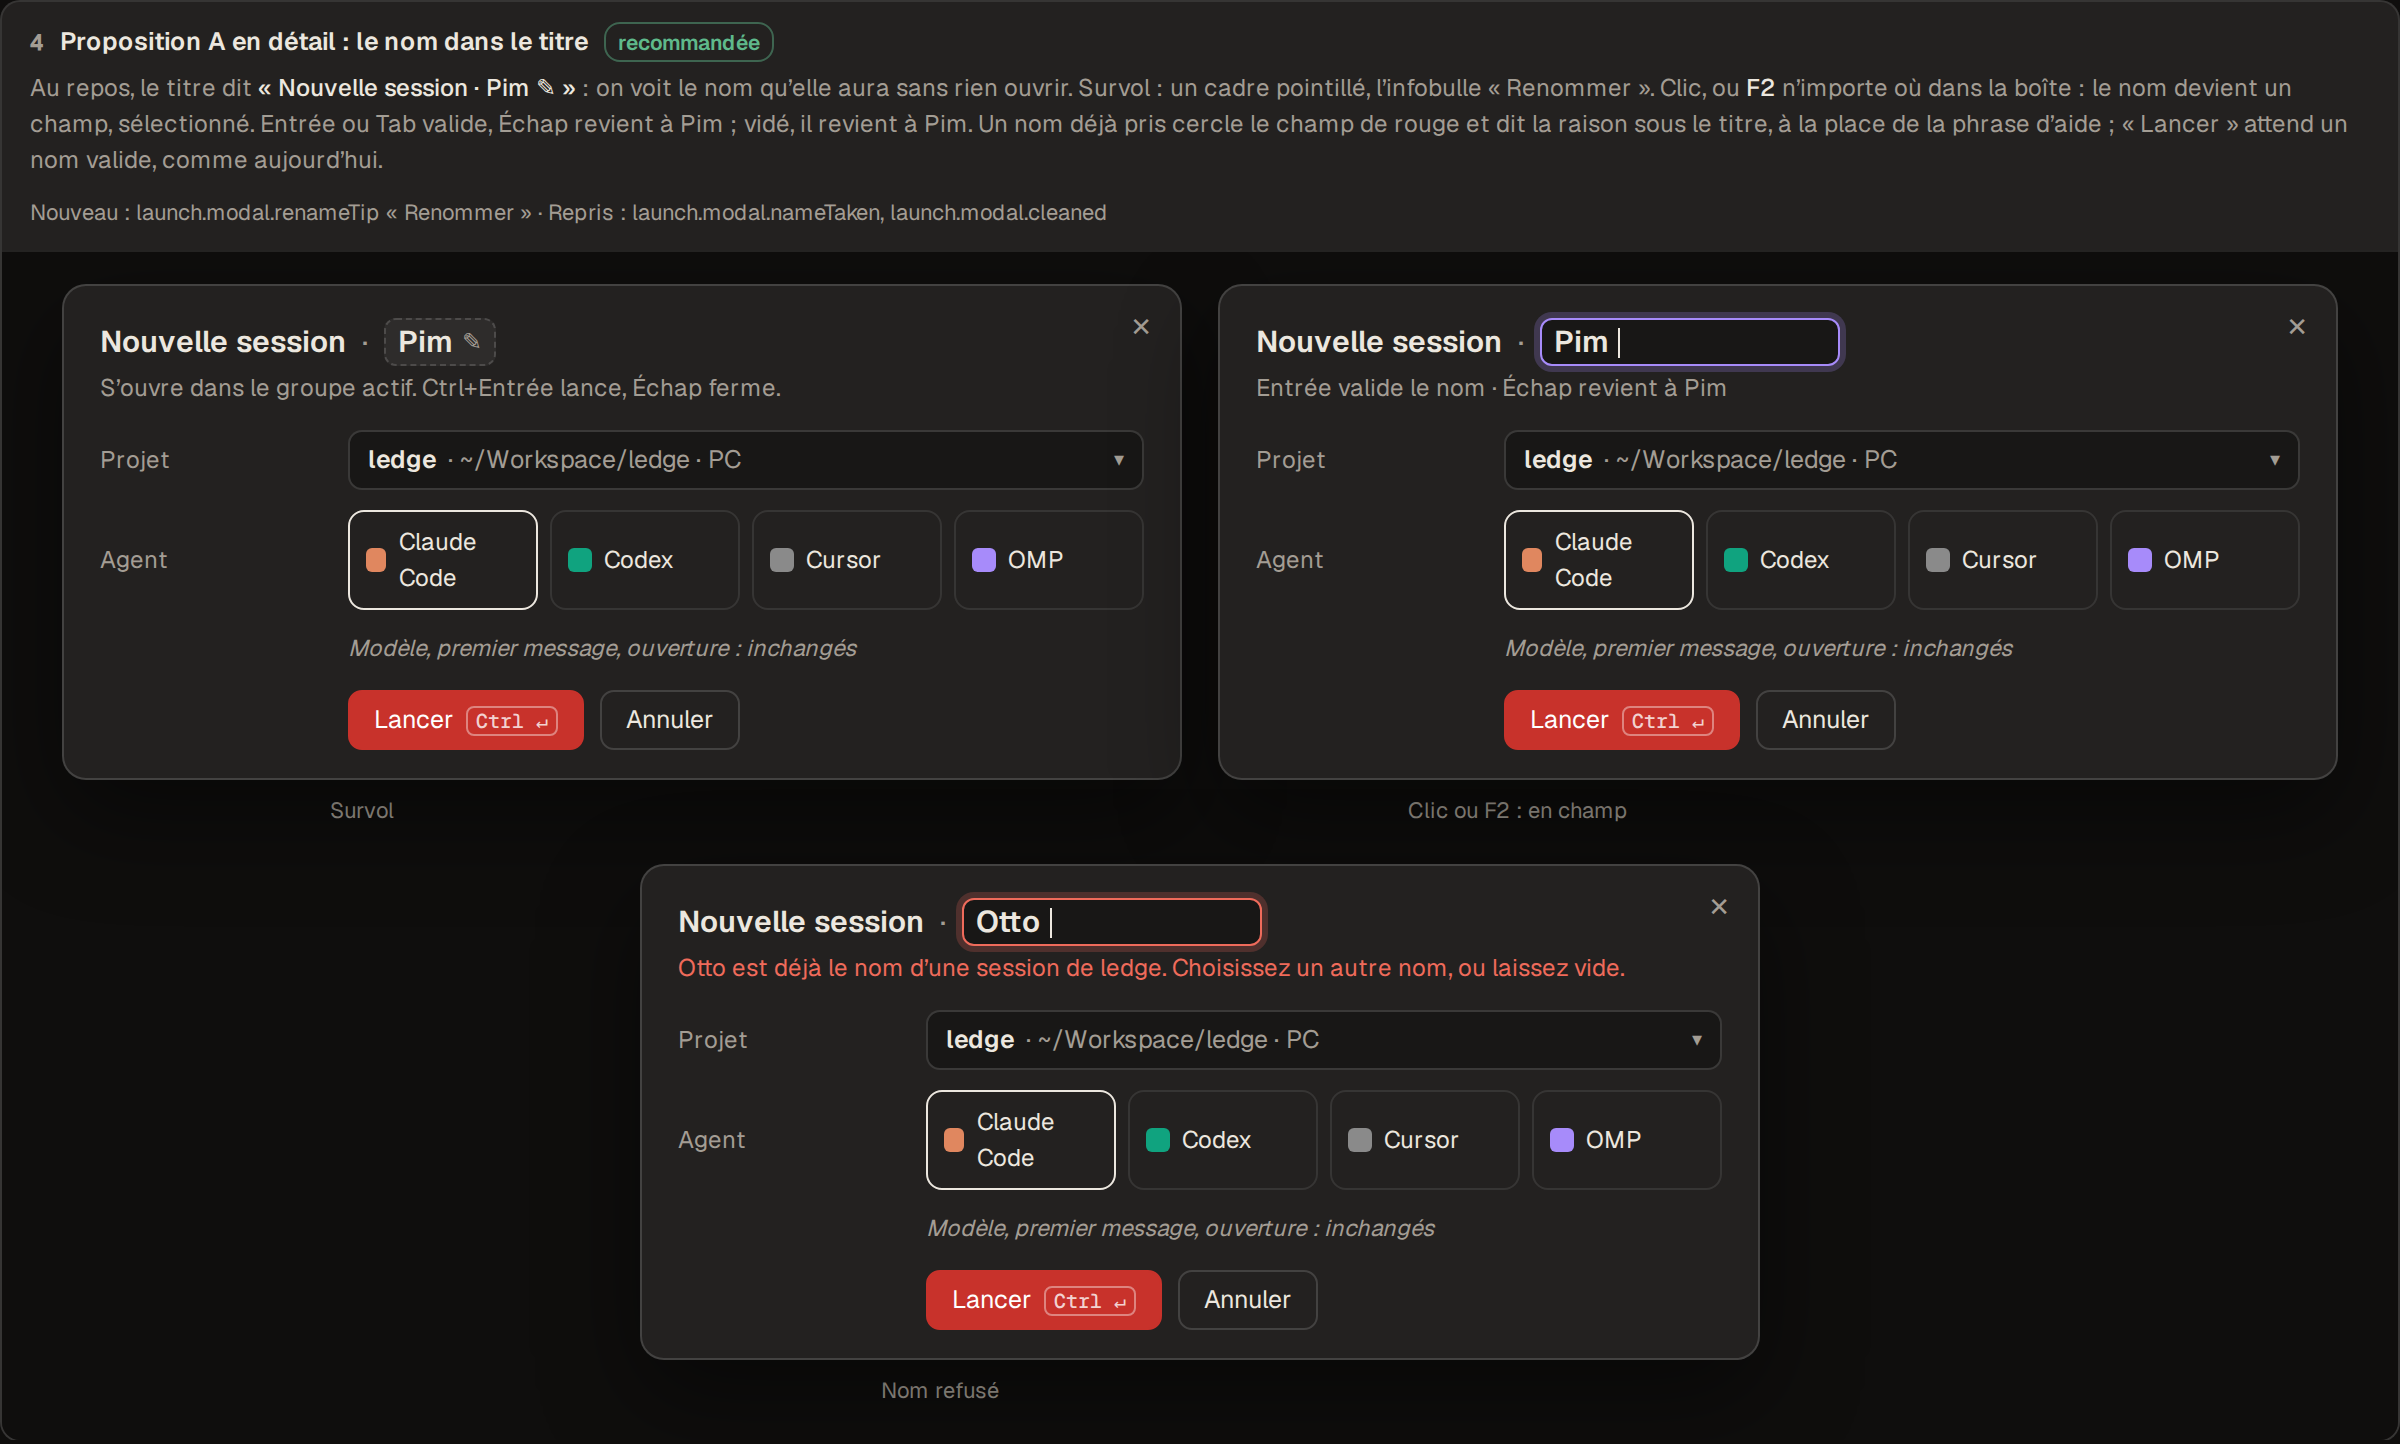 4 Proposition A en détail : le nom dans le titre recommandée
Au repos, le titre dit « Nouvelle session · Pim ✎ » : on voit le nom qu’elle aura sans rien ouvrir. Survol : un cadre pointillé, l’infobulle « Renommer ». Clic, ou F2 n’importe où dans la boîte : le nom devient un
champ, sélectionné. Entrée ou Tab valide, Échap revient à Pim ; vidé, il revient à Pim. Un nom déjà pris cercle le champ de rouge et dit la raison sous le titre, à la place de la phrase d’aide ; « Lancer » attend un
nom valide, comme aujourd’hui.
Nouveau : launch.modal.renameTip « Renommer » · Repris : launch.modal.nameTaken, launch.modal.cleaned
Nouvelle session · Pim ✎ ✕
S’ouvre dans le groupe actif. Ctrl+Entrée lance, Échap ferme.
Projet ledge · ~/Workspace/ledge · PC ▾
Agent
Claude
Code
Codex
Cursor
OMP
Modèle, premier message, ouverture : inchangés
Lancer Ctrl ↵ Annuler
Survol
Nouvelle session · Pim ✕
Entrée valide le nom · Échap revient à Pim
Projet ledge · ~/Workspace/ledge · PC ▾
Agent
Claude
Code
Codex
Cursor
OMP
Modèle, premier message, ouverture : inchangés
Lancer Ctrl ↵ Annuler
Clic ou F2 : en champ
Nouvelle session · Otto ✕
Otto est déjà le nom d’une session de ledge. Choisissez un autre nom, ou laissez vide.
Projet ledge · ~/Workspace/ledge · PC ▾
Agent
Claude
Code
Codex
Cursor
OMP
Modèle, premier message, ouverture : inchangés
Lancer Ctrl ↵ Annuler
Nom refusé